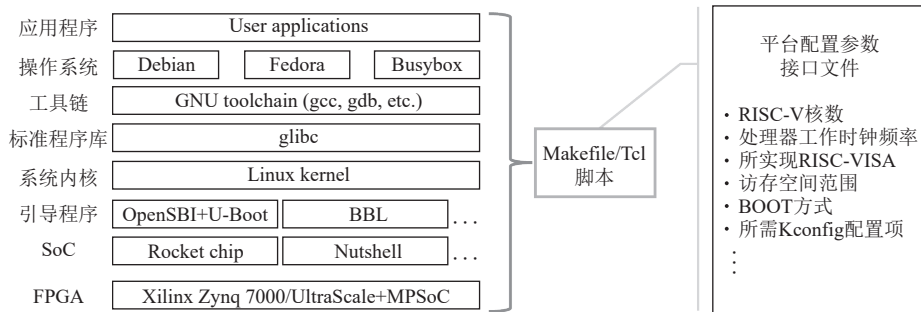 应用程序 User applications
操作系统 Debian Fedora Busybox
工具链 GNU toolchain (gcc, gdb, etc.)
标准程序库 glibc
系统内核 Linux kernel
引导程序 OpenSBI+U-Boot BBL ...
SoC Rocket chip Nutshell ...
FPGA Xilinx Zynq 7000/UltraScale+MPSoC
Makefile/Tcl
脚本
平台配置参数
接口文件
· RISC-V核数
· 处理器工作时钟频率
· 所实现RISC-VISA
· 访存空间范围
· BOOT方式
· 所需Kconfig配置项
⋮